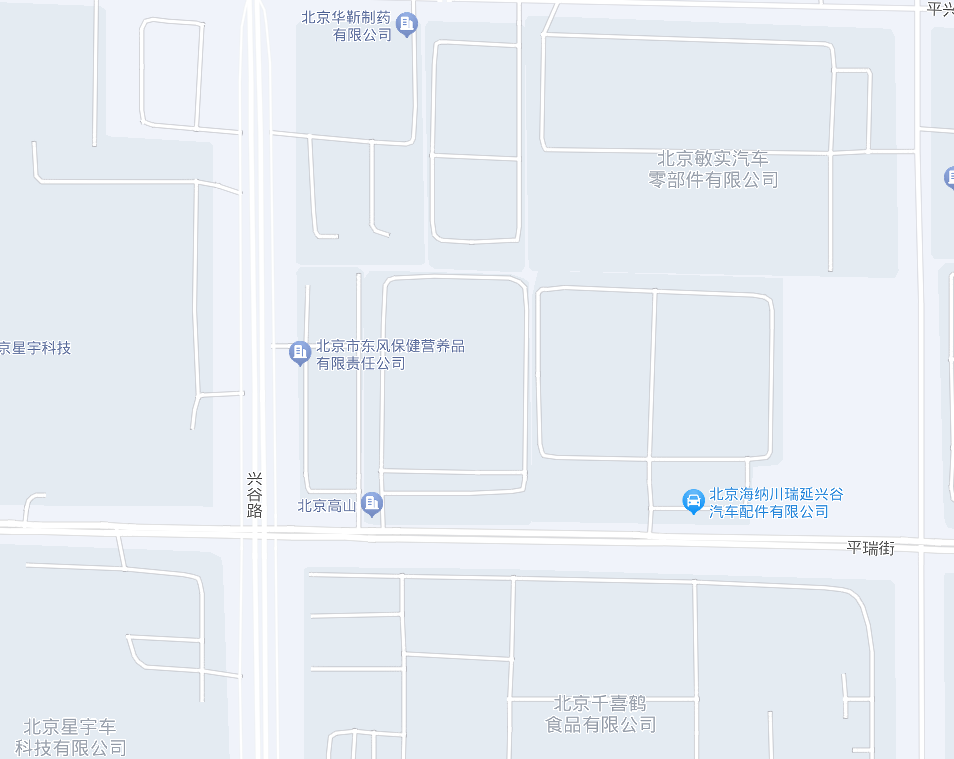 平兴
北京华靳制药
有限公司
北京敏实汽车
零部件有限公司
京星宇科技
北京市东风保健营养品
有限责任公司
兴谷路
北京高山
北京海纳川瑞延兴谷
汽车配件有限公司
平瑞街
北京千喜鹤
食品有限公司
北京星宇车
科技有限公司